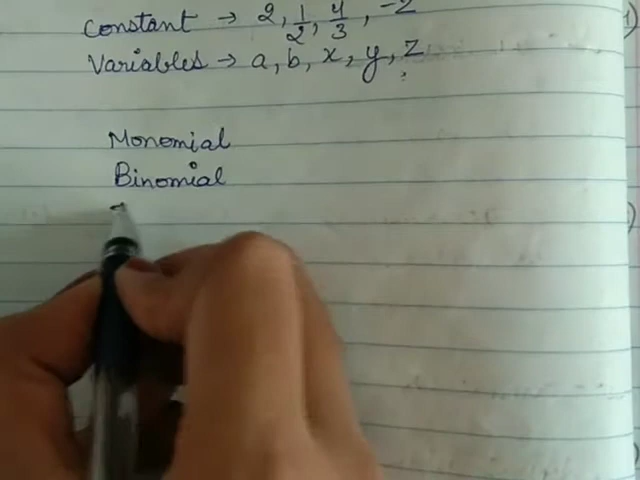 Constant → 2, 1/2, 4/3, -2
Variables → a, b, x, y, z
Monomial
Binomial